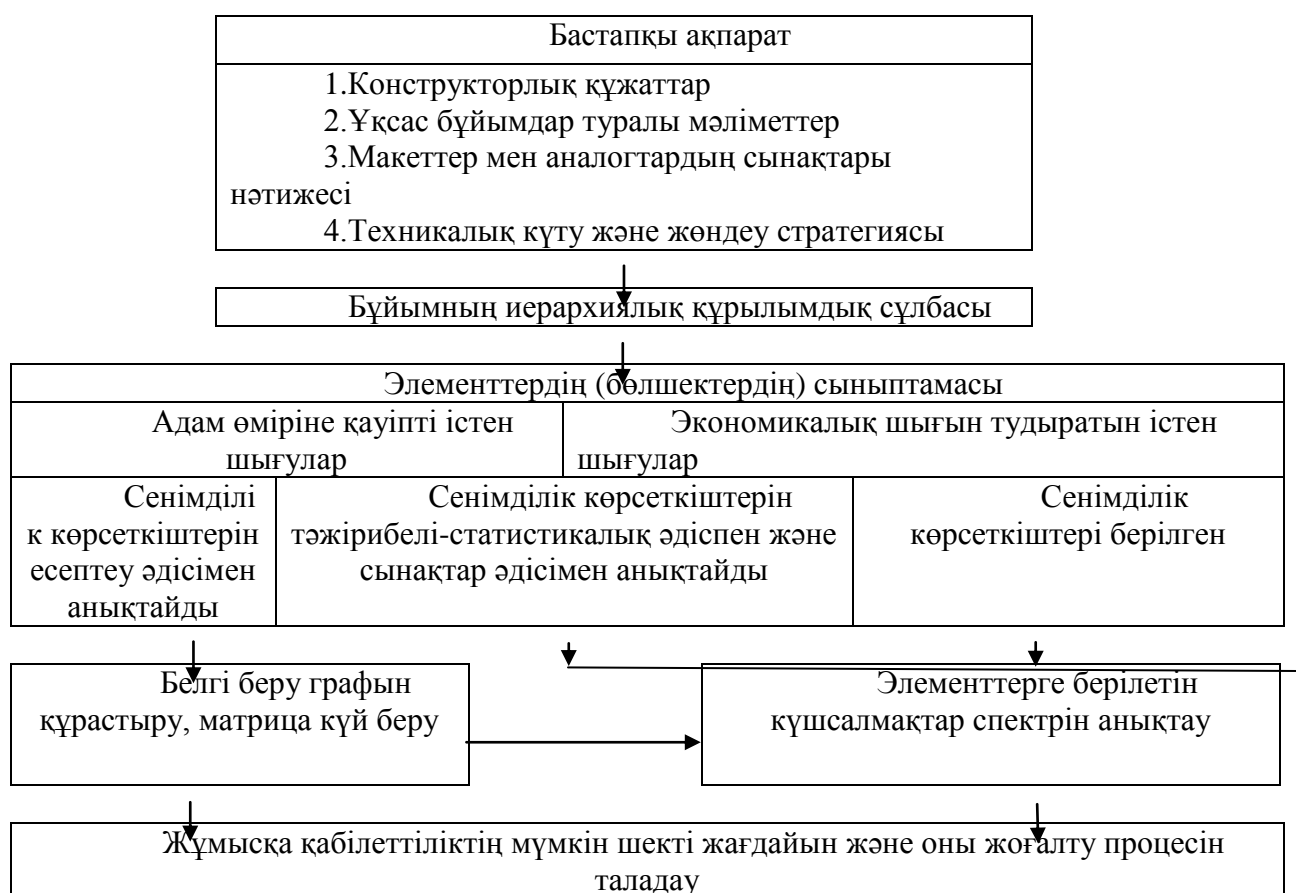 Бастапқы ақпарат
1.Конструкторлық құжаттар
2.Ұқсас бұйымдар туралы мәліметтер
3.Макеттер мен аналогтардың сынақтары
нәтижесі
4.Техникалық күту және жөндеу стратегиясы
Бұйымның иерархиялық құрылымдық сұлбасы
Элементтердің (бөлшектердің) сыныптамасы
Адам өміріне қауіпті істен
шығулар
Экономикалық шығын тудыратын істен
шығулар
Сенімділі
к көрсеткіштерін
есептеу әдісімен
анықтайды
Сенімділік көрсеткіштерін
тәжірибелі-статистикалық әдіспен және
сынақтар әдісімен анықтайды
Сенімділік
көрсеткіштері берілген
Белгі беру графын
құрастыру, матрица күй беру
Элементтерге берілетін
күшсалмақтар спектрін анықтау
Жұмысқа қабілеттіліктің мүмкін шекті жағдайын және оны жоғалту процесін
таладау